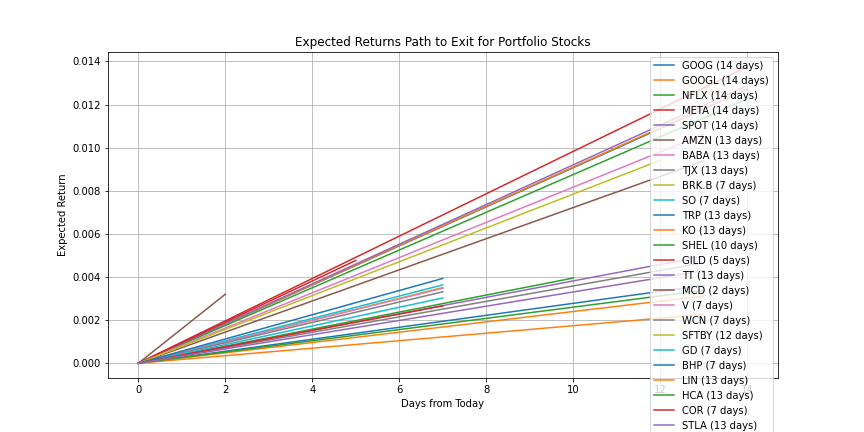 Expected Returns Path to Exit for Portfolio Stocks
0.014
0.012
0.010
0.008
0.006
0.004
0.002
0.000
Expected Return
0
2
4
6
8
10
12
14
Days from Today
GOOG (14 days)
GOOGL (14 days)
NFLX (14 days)
META (14 days)
SPOT (14 days)
AMZN (13 days)
BABA (13 days)
TJX (13 days)
BRK.B (7 days)
SO (7 days)
TRP (13 days)
KO (13 days)
SHEL (10 days)
GILD (5 days)
TT (13 days)
MCD (2 days)
V (7 days)
WCN (7 days)
SFTBY (12 days)
GD (7 days)
BHP (7 days)
LIN (13 days)
HCA (13 days)
COR (7 days)
STLA (13 days)